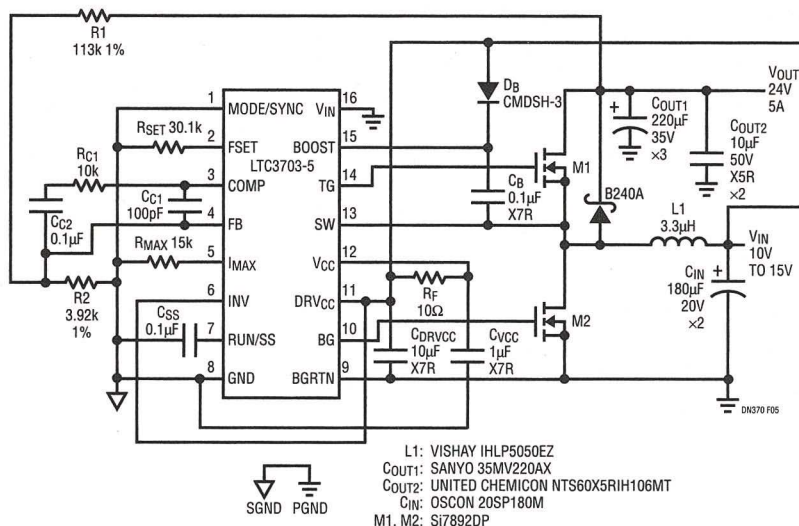 R1
113k 1%
1
MODE/SYNC
VIN
16
RSET 30.1k
2
FSET
BOOST
15
LTC3703-5
RC1
10k
3
COMP
TG
14
CC1
100pF
CC2
0.1µF
4
FB
SW
13
RMAX 15k
5
IMAX
VCC
12
R2
3.92k
1%
6
INV
DRVCC
11
RF
10Ω
CSS
0.1µF
7
RUN/SS
BG
10
8
GND
BGRTN
9
DB
CMDSH-3
CB
0.1µF
X7R
CDRVCC
10µF
X7R
CVCC
1µF
X7R
M1
M2
B240A
COUT1
220µF
35V
×3
COUT2
10µF
50V
X5R
×2
VOUT
24V
5A
L1
3.3µH
VIN
10V
TO 15V
CIN
180µF
20V
×2
DN370 F05
SGND PGND
L1: VISHAY IHLP5050EZ
COUT1: SANYO 35MV220AX
COUT2: UNITED CHEMICON NTS60X5RIH106MT
CIN: OSCON 20SP180M
M1, M2: Si7892DP
+
+